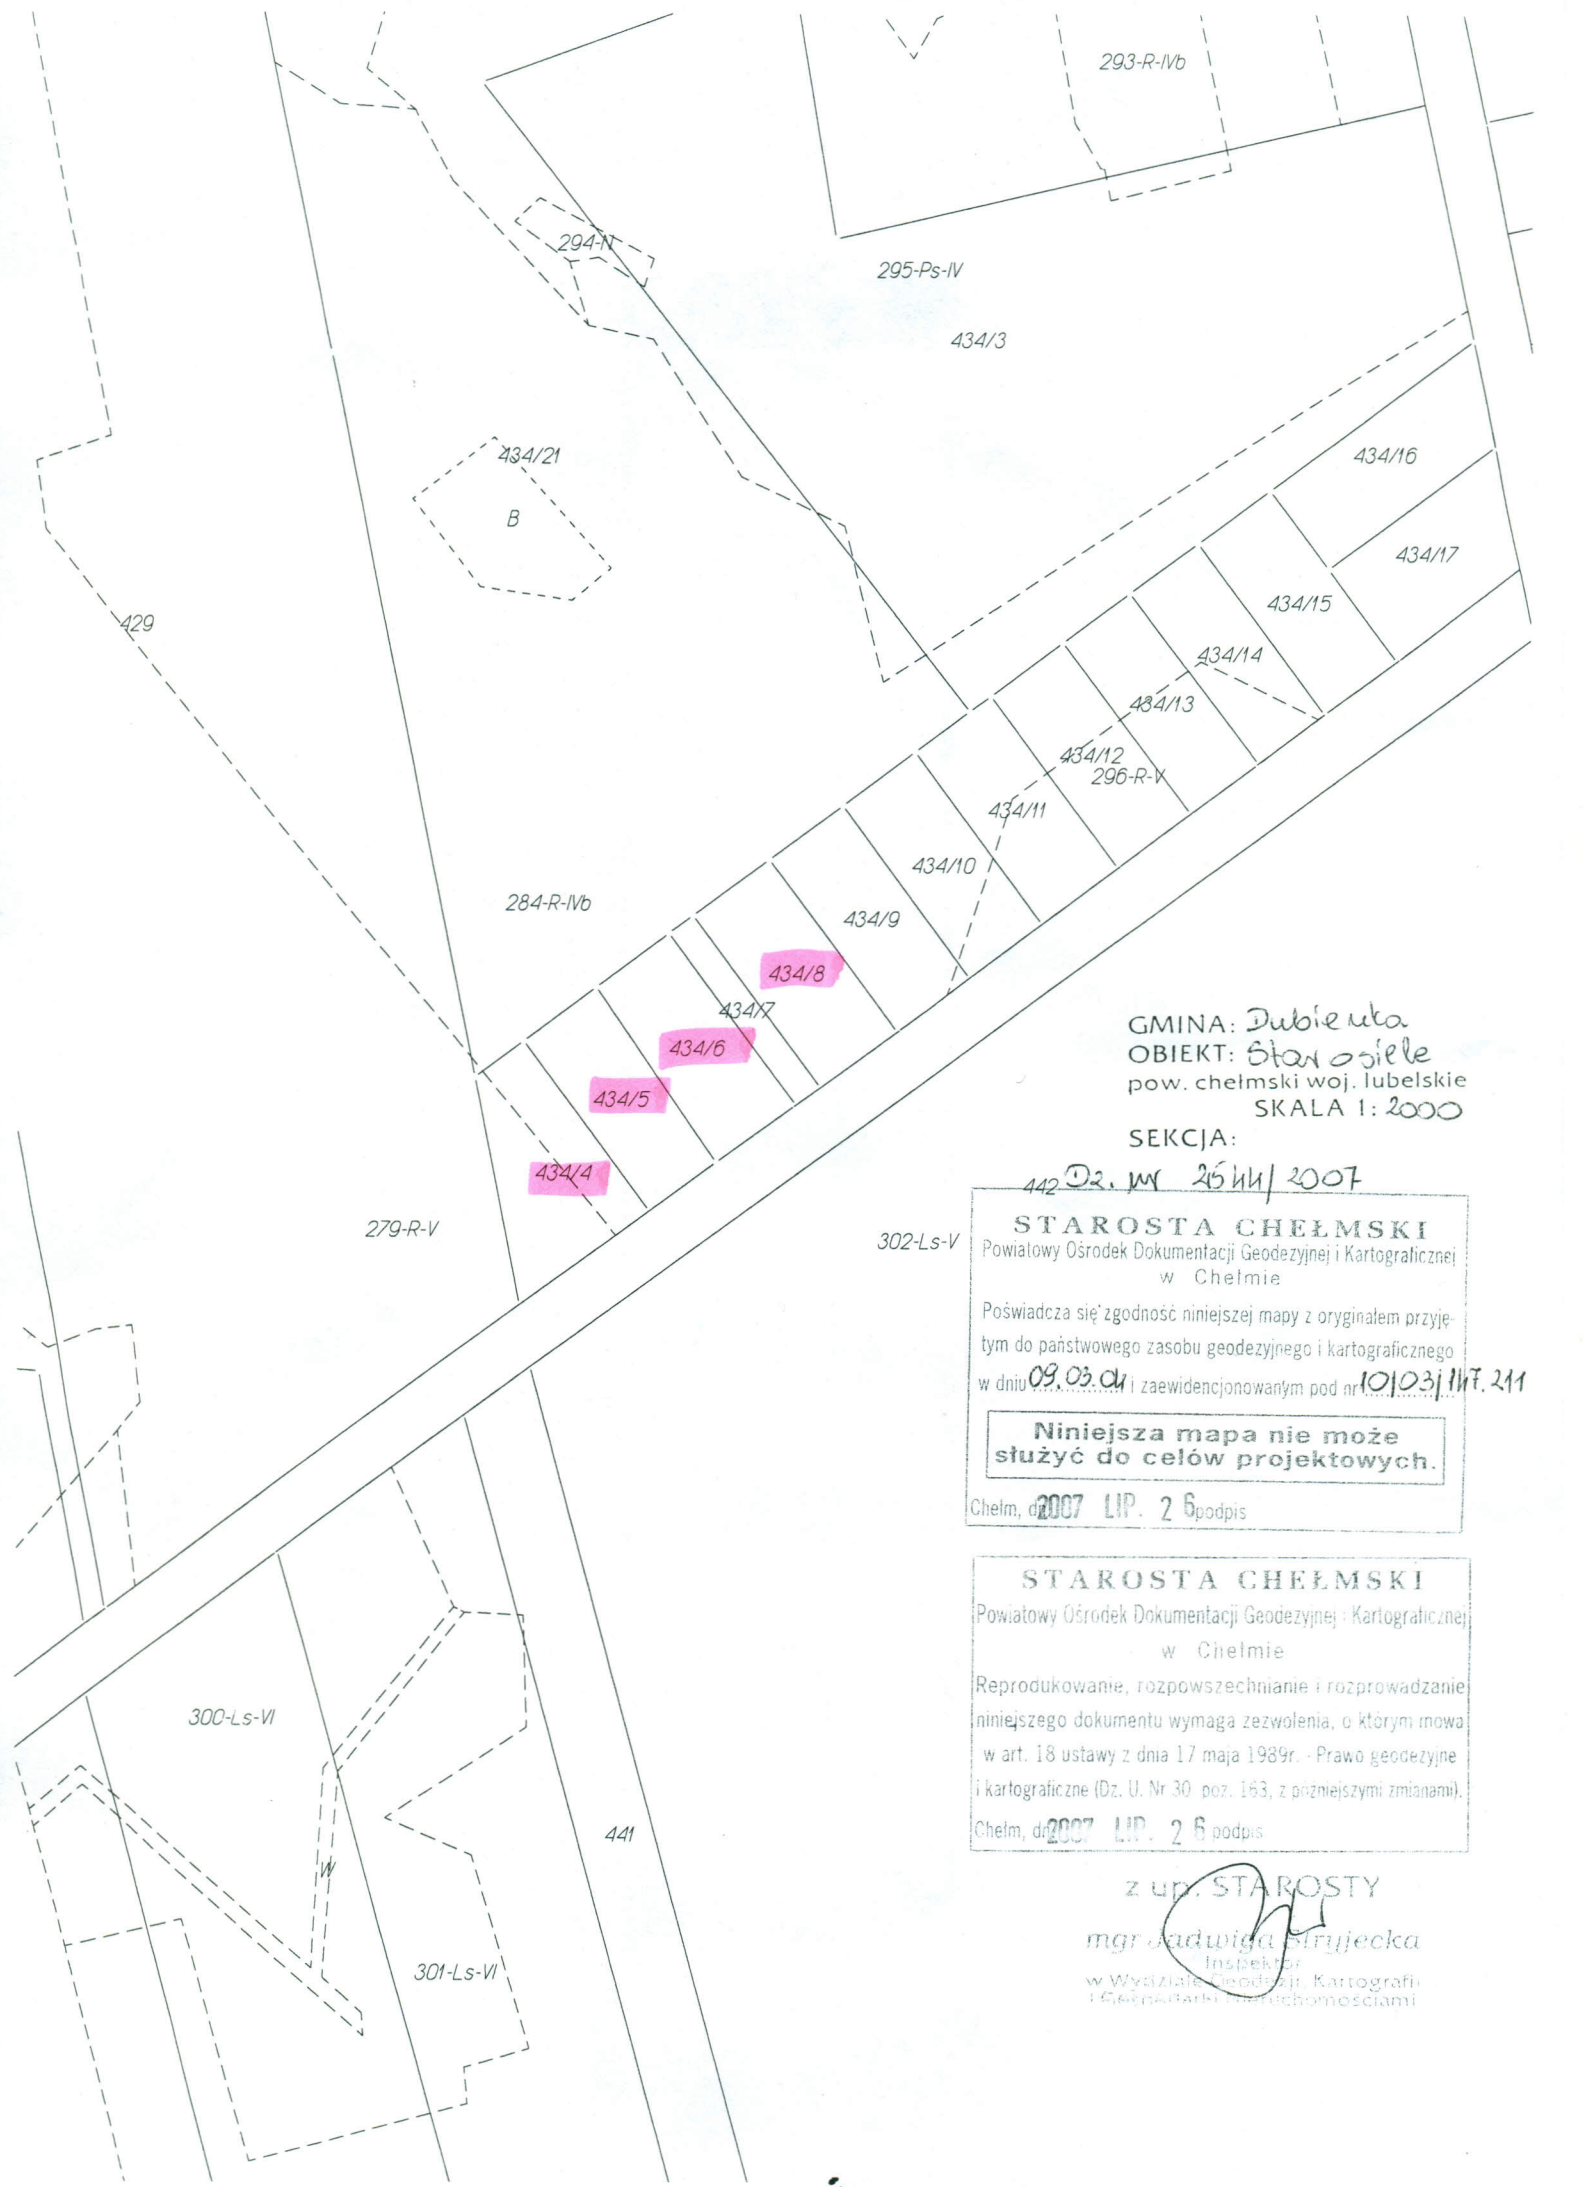 293-R-IVb
294-N
295-Ps-IV
434/3
434/21
B
434/16
434/17
434/15
429
434/14
434/13
434/12
296-R-V
434/11
434/10
284-R-IVb
434/9
434/8
434/7
434/6
434/5
434/4
279-R-V
302-Ls-V
GMINA: Dubienka
OBIEKT: Starosiele
pow. chełmski woj. lubelskie
SKALA 1: 2000
SEKCJA:
442 Dz. nr 2544/2007
STAROSTA CHEŁMSKI
Powiatowy Ośrodek Dokumentacji Geodezyjnej i Kartograficznej
w Chełmie
Poświadcza się zgodność niniejszej mapy z oryginałem przyję-
tym do państwowego zasobu geodezyjnego i kartograficznego
w dniu 09.03.04 i zaewidencjonowanym pod nr 10/03/147.211
Niniejsza mapa nie może
służyć do celów projektowych.
Chełm, dn 2007 LIP. 26 podpis
STAROSTA CHEŁMSKI
Powiatowy Ośrodek Dokumentacji Geodezyjnej i Kartograficznej
w Chełmie
Reprodukowanie, rozpowszechnianie i rozprowadzanie
niniejszego dokumentu wymaga zezwolenia, o którym mowa
w art. 18 ustawy z dnia 17 maja 1989r. - Prawo geodezyjne
i kartograficzne (Dz. U. Nr 30 poz. 163, z późniejszymi zmianami).
Chełm, dn 2007 LIP. 26 podpis
z up. STAROSTY
mgr Jadwiga Stryjecka
Inspektor
w Wydziale Geodezji, Kartografii
i Gospodarki Nieruchomościami
300-Ls-VI
441
W
301-Ls-VI